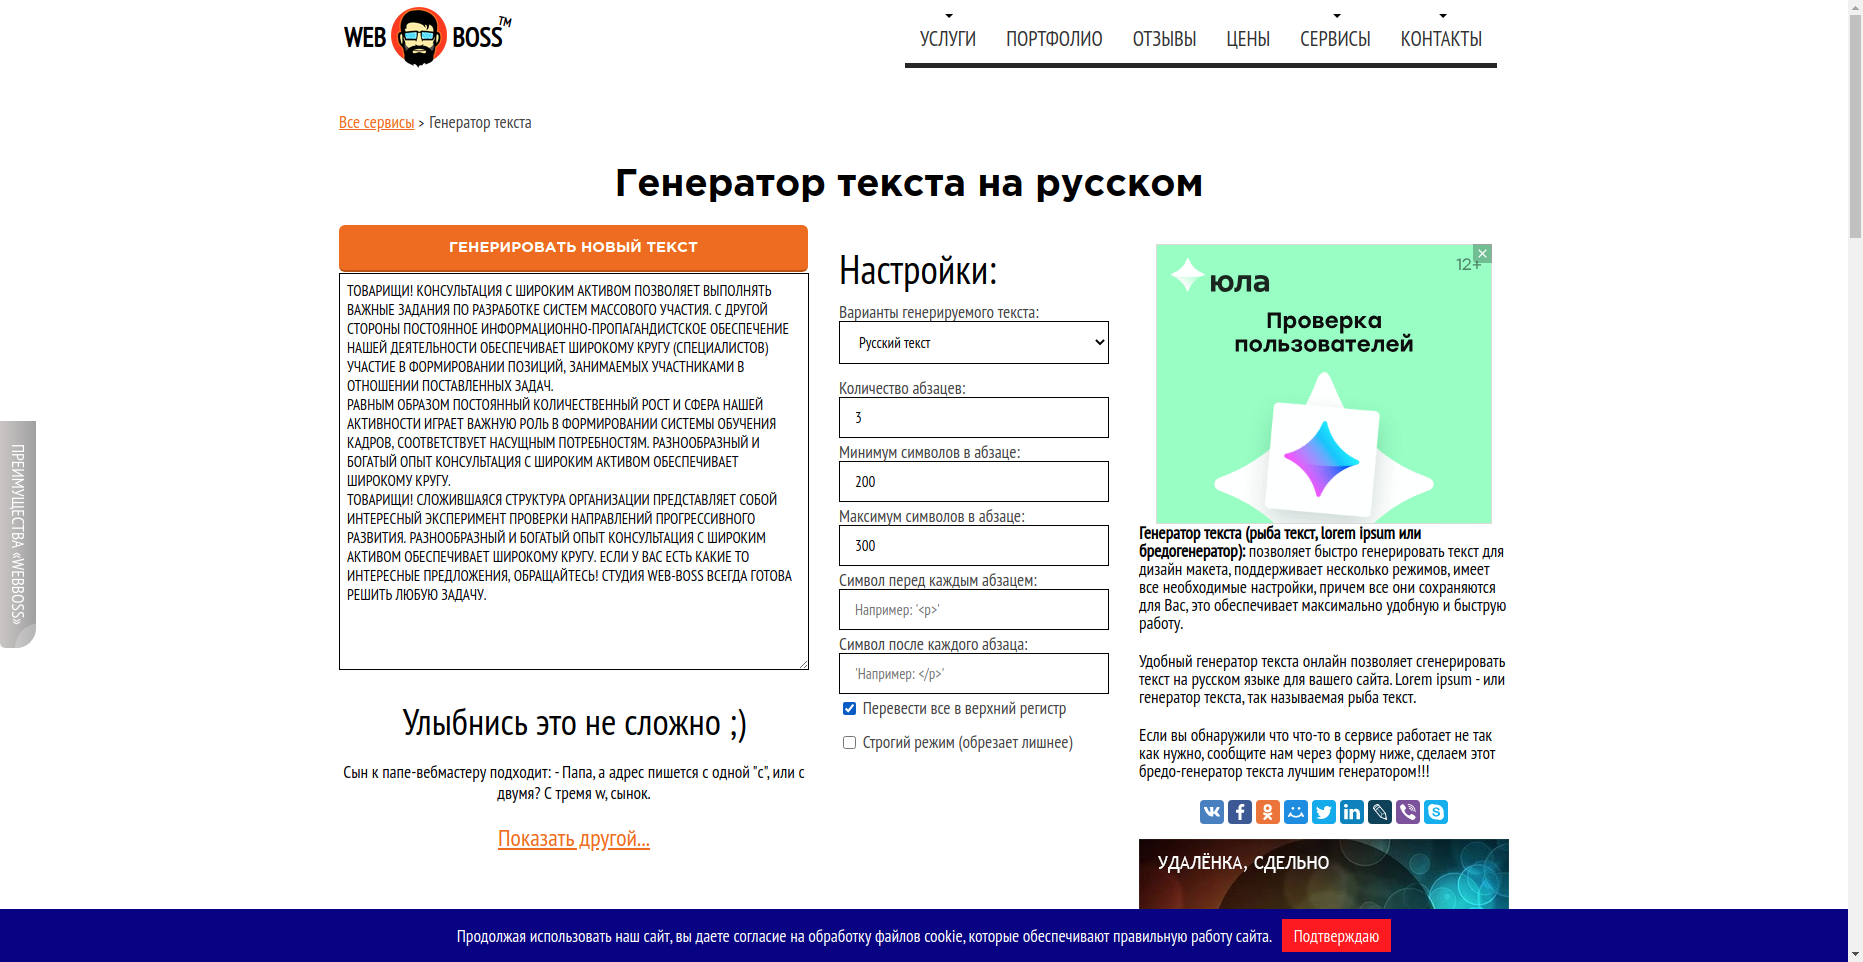 WEB BOSS™
УСЛУГИ ПОРТФОЛИО ОТЗЫВЫ ЦЕНЫ СЕРВИСЫ КОНТАКТЫ
Все сервисы > Генератор текста
Генератор текста на русском
ГЕНЕРИРОВАТЬ НОВЫЙ ТЕКСТ
ТОВАРИЩИ! КОНСУЛЬТАЦИЯ С ШИРОКИМ АКТИВОМ ПОЗВОЛЯЕТ ВЫПОЛНЯТЬ
ВАЖНЫЕ ЗАДАНИЯ ПО РАЗРАБОТКЕ СИСТЕМ МАССОВОГО УЧАСТИЯ. С ДРУГОЙ
СТОРОНЫ ПОСТОЯННОЕ ИНФОРМАЦИОННО-ПРОПАГАНДИСТСКОЕ ОБЕСПЕЧЕНИЕ
НАШЕЙ ДЕЯТЕЛЬНОСТИ ОБЕСПЕЧИВАЕТ ШИРОКОМУ КРУГУ (СПЕЦИАЛИСТОВ)
УЧАСТИЕ В ФОРМИРОВАНИИ ПОЗИЦИЙ, ЗАНИМАЕМЫХ УЧАСТНИКАМИ В
ОТНОШЕНИИ ПОСТАВЛЕННЫХ ЗАДАЧ.
РАВНЫМ ОБРАЗОМ ПОСТОЯННЫЙ КОЛИЧЕСТВЕННЫЙ РОСТ И СФЕРА НАШЕЙ
АКТИВНОСТИ ИГРАЕТ ВАЖНУЮ РОЛЬ В ФОРМИРОВАНИИ СИСТЕМЫ ОБУЧЕНИЯ
КАДРОВ, СООТВЕТСТВУЕТ НАСУЩНЫМ ПОТРЕБНОСТЯМ. РАЗНООБРАЗНЫЙ И
БОГАТЫЙ ОПЫТ КОНСУЛЬТАЦИЯ С ШИРОКИМ АКТИВОМ ОБЕСПЕЧИВАЕТ
ШИРОКОМУ КРУГУ.
ТОВАРИЩИ! СЛОЖИВШАЯСЯ СТРУКТУРА ОРГАНИЗАЦИИ ПРЕДСТАВЛЯЕТ СОБОЙ
ИНТЕРЕСНЫЙ ЭКСПЕРИМЕНТ ПРОВЕРКИ НАПРАВЛЕНИЙ ПРОГРЕССИВНОГО
РАЗВИТИЯ. РАЗНООБРАЗНЫЙ И БОГАТЫЙ ОПЫТ КОНСУЛЬТАЦИЯ С ШИРОКИМ
АКТИВОМ ОБЕСПЕЧИВАЕТ ШИРОКОМУ КРУГУ. ЕСЛИ У ВАС ЕСТЬ КАКИЕ ТО
ИНТЕРЕСНЫЕ ПРЕДЛОЖЕНИЯ, ОБРАЩАЙТЕСЬ! СТУДИЯ WEB-BOSS ВСЕГДА ГОТОВА
РЕШИТЬ ЛЮБУЮ ЗАДАЧУ.
Улыбнись это не сложно ;)
Сын к папе-вебмастеру подходит: - Папа, а адрес пишется с одной "с", или с
двумя? С тремя w, сынок.
Показать другой...
Настройки:
Варианты генерируемого текста:
Русский текст
Количество абзацев:
3
Минимум символов в абзаце:
200
Максимум символов в абзаце:
300
Символ перед каждым абзацем:
Например: '<p>'
Символ после каждого абзаца:
'Например: </p>'
Перевести все в верхний регистр
Строгий режим (обрезает лишнее)
юла
12+
Проверка
пользователей
Генератор текста (рыба текст, lorem ipsum или
бредогенератор): позволяет быстро генерировать текст для
дизайн макета, поддерживает несколько режимов, имеет
все необходимые настройки, причем все они сохраняются
для Вас, это обеспечивает максимально удобную и быструю
работу.
Удобный генератор текста онлайн позволяет сгенерировать
текст на русском языке для вашего сайта. Lorem ipsum - или
генератор текста, так называемая рыба текст.
Если вы обнаружили что что-то в сервисе работает не так
как нужно, сообщите нам через форму ниже, сделаем этот
бредо-генератор текста лучшим генератором!!!
УДАЛЁНКА, СДЕЛЬНО
ПРЕИМУЩЕСТВА «WEBBOSS»
Продолжая использовать наш сайт, вы даете согласие на обработку файлов cookie, которые обеспечивают правильную работу сайта. Подтверждаю